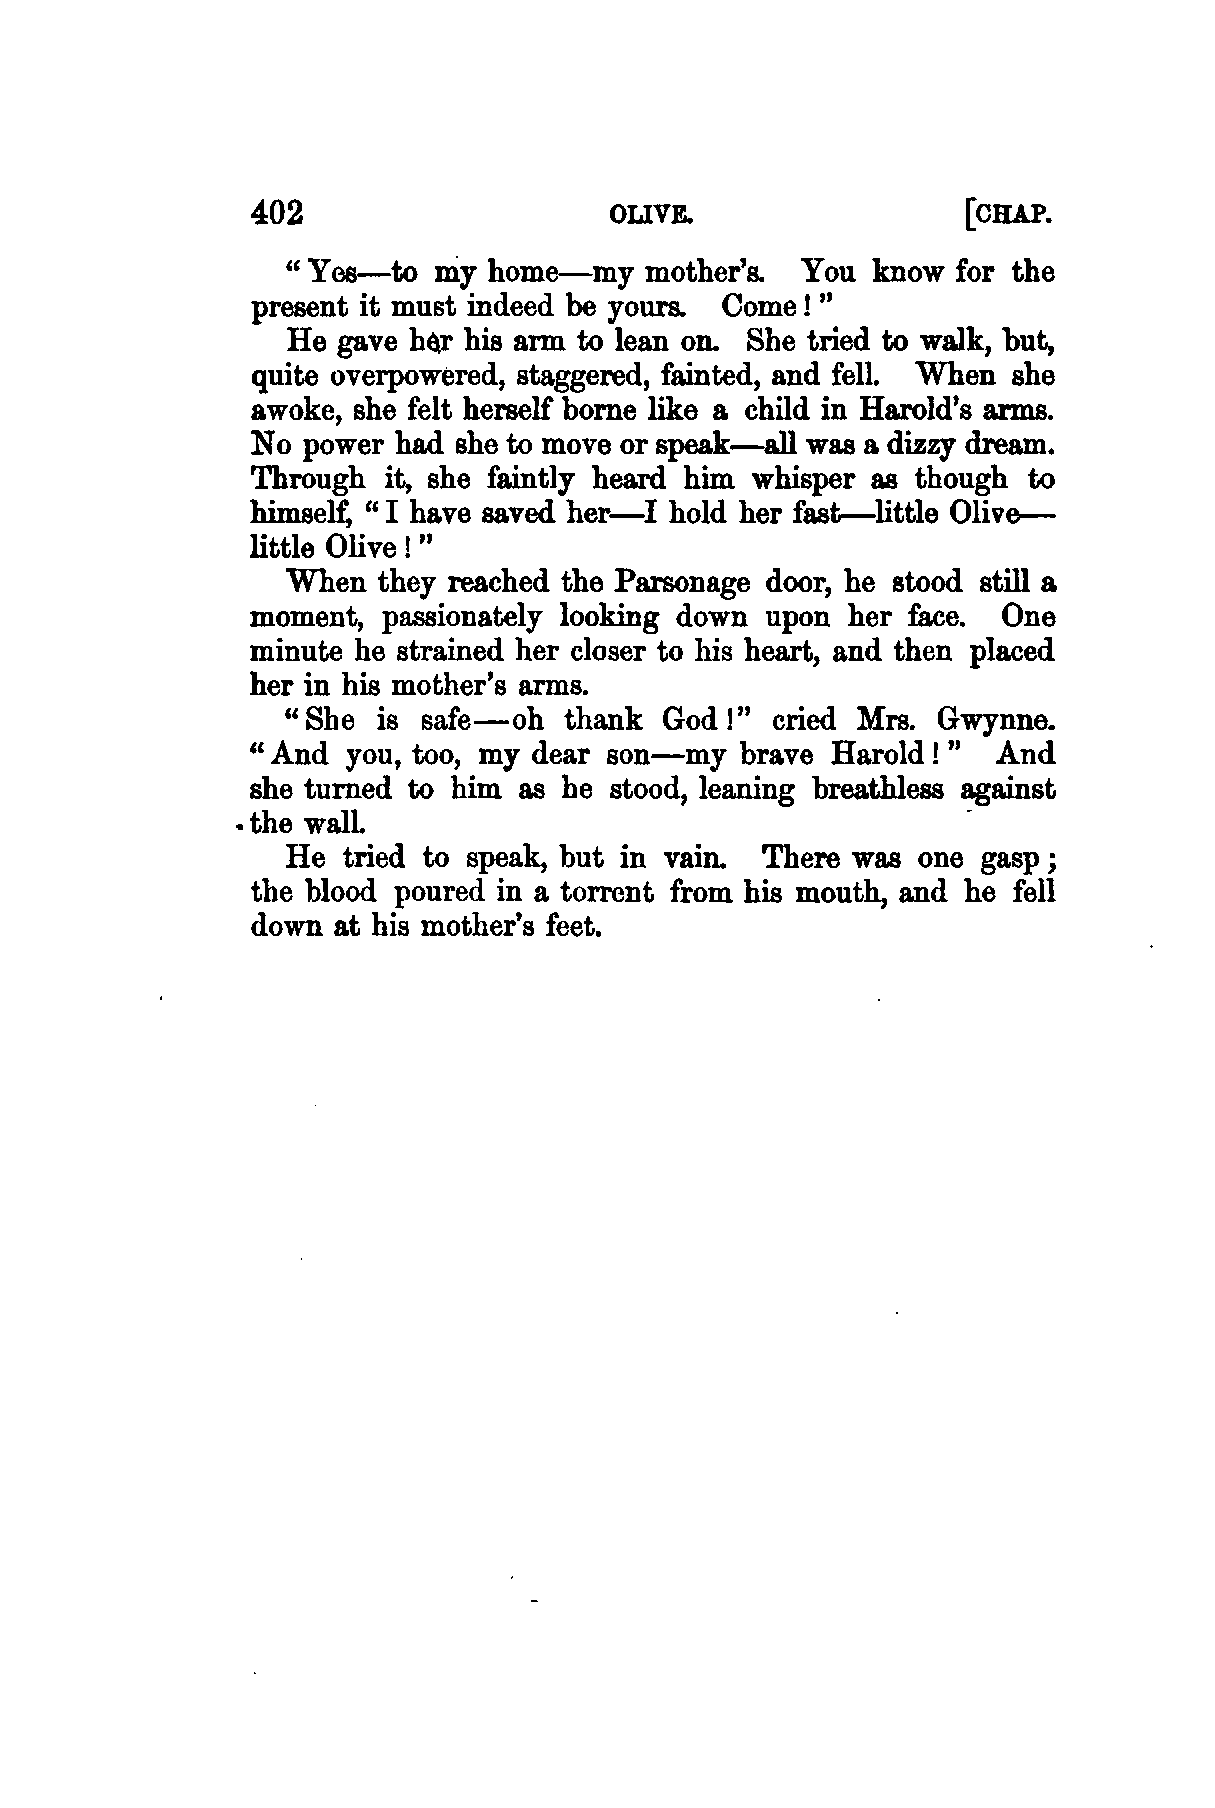 402 OLIVE. [CHAP.
“ Yes—to my home—my mother's. You know for the
present it must indeed be yours. Come ! ”
He gave her his arm to lean on. She tried to walk, but,
quite overpowered, staggered, fainted, and fell. When she
awoke, she felt herself borne like a child in Harold's arms.
No power had she to move or speak—all was a dizzy dream.
Through it, she faintly heard him whisper as though to
himself, “ I have saved her—I hold her fast—little Olive—
little Olive ! ”
When they reached the Parsonage door, he stood still a
moment, passionately looking down upon her face. One
minute he strained her closer to his heart, and then placed
her in his mother's arms.
“ She is safe—oh thank God ! ” cried Mrs. Gwynne.
“ And you, too, my dear son—my brave Harold ! ” And
she turned to him as he stood, leaning breathless against
the wall.
He tried to speak, but in vain. There was one gasp ;
the blood poured in a torrent from his mouth, and he fell
down at his mother's feet.